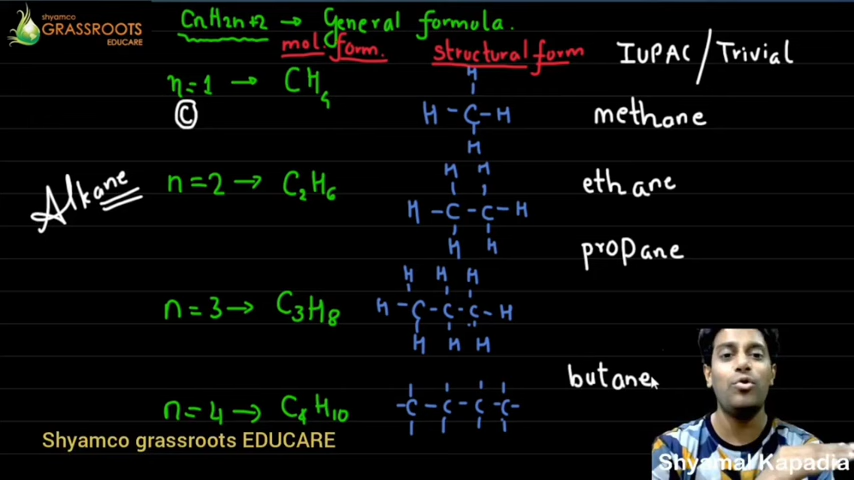 shyamco
GRASSROOTS
EDUCARE
CnH2n+2 → General formula.
mol. form. structural form IUPAC / Trivial
n=1 → CH4 methane
C
H
H - C - H
H
Alkane
n=2 → C2H6 ethane
H H
H - C - C - H
H H
propane
n=3 → C3H8
H H H
H - C - C - C - H
H H H
butane
n=4 → C4H10
- C - C - C - C -
Shyamco grassroots EDUCARE
Shyamal Kapadia